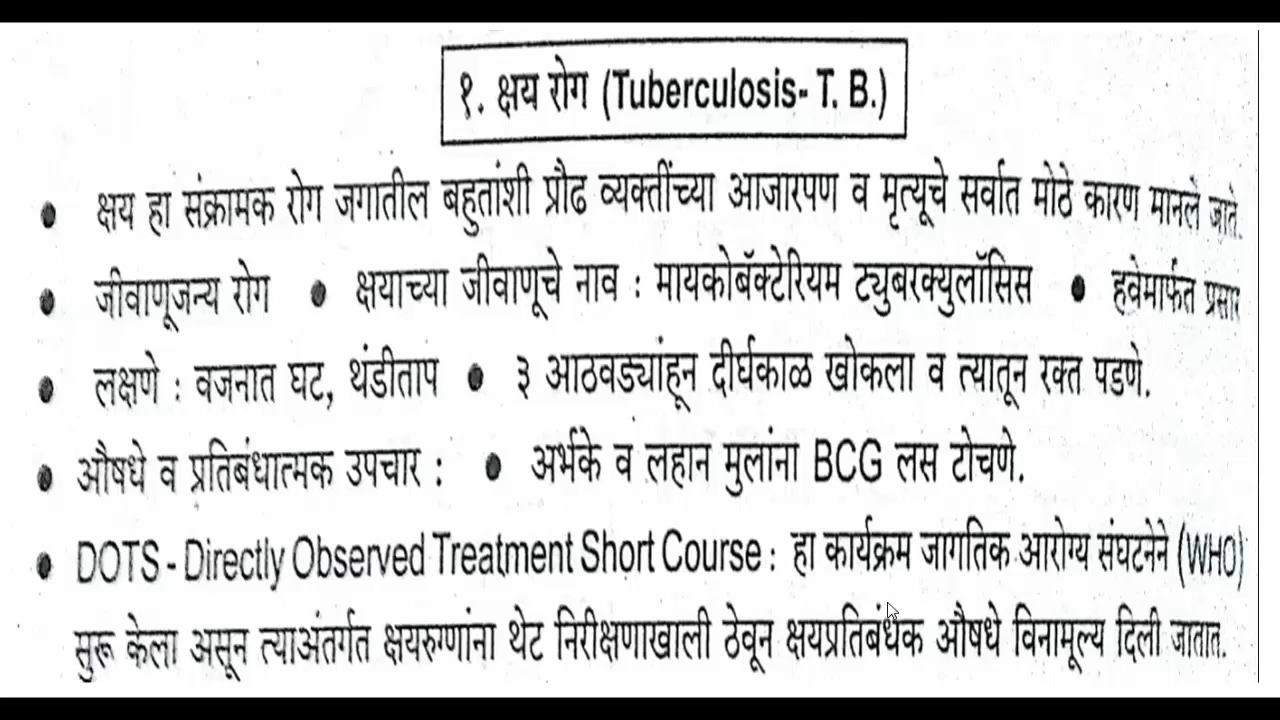 १. क्षय रोग (Tuberculosis- T. B.)
● क्षय हा संक्रामक रोग जगातील बहुतांशी प्रौढ व्यक्तींच्या आजारपण व मृत्यूचे सर्वात मोठे कारण मानले जाते.
● जीवाणूजन्य रोग ● क्षयाच्या जीवाणूचे नाव : मायकोबॅक्टेरियम ट्युबरक्युलॉसिस ● हवेमार्फत प्रसार
● लक्षणे : वजनात घट, थंडीताप ● ३ आठवड्यांहून दीर्घकाळ खोकला व त्यातून रक्त पडणे.
● औषधे व प्रतिबंधात्मक उपचार : ● अर्भके व लहान मुलांना BCG लस टोचणे.
● DOTS - Directly Observed Treatment Short Course : हा कार्यक्रम जागतिक आरोग्य संघटनेने (WHO)
सुरू केला असून त्याअंतर्गत क्षयरुग्णांना थेट निरीक्षणाखाली ठेवून क्षयप्रतिबंधक औषधे विनामूल्य दिली जातात.